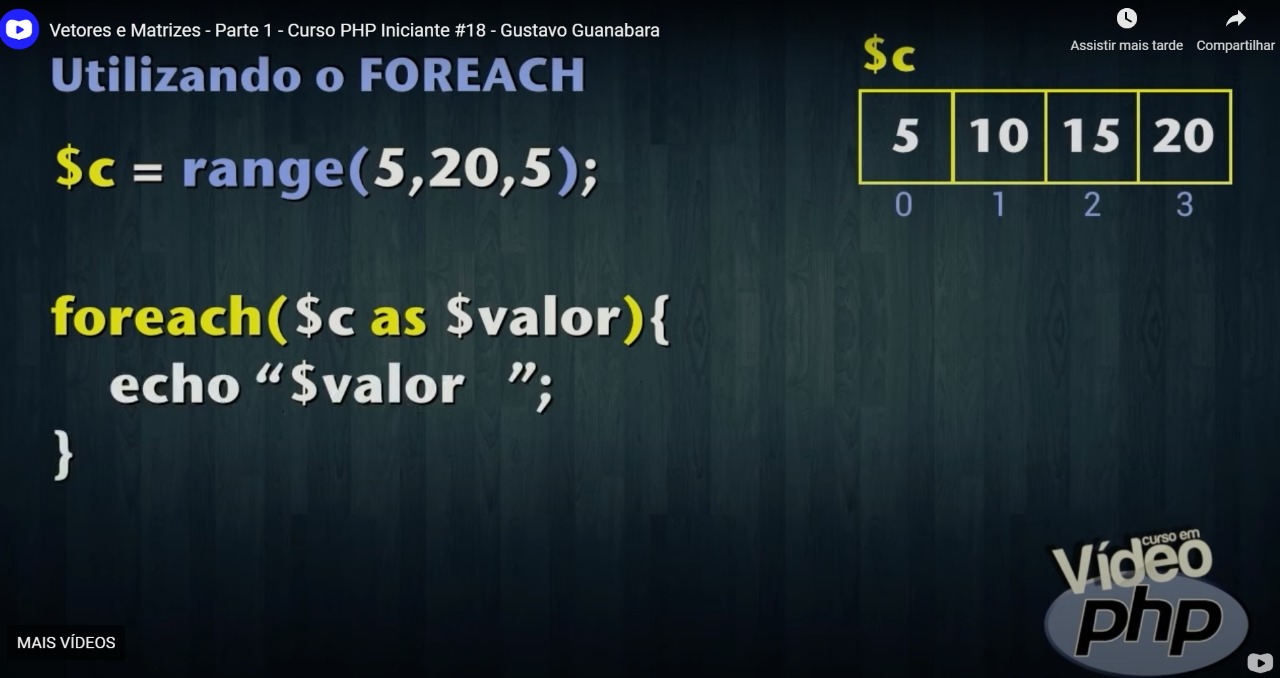 Vetores e Matrizes - Parte 1 - Curso PHP Iniciante #18 - Gustavo Guanabara
Assistir mais tarde
Compartilhar
Utilizando o FOREACH
$c = range(5,20,5);
foreach($c as $valor){
echo “$valor ”;
}
$c
5 10 15 20
0 1 2 3
curso em
Vídeo
php
MAIS VÍDEOS